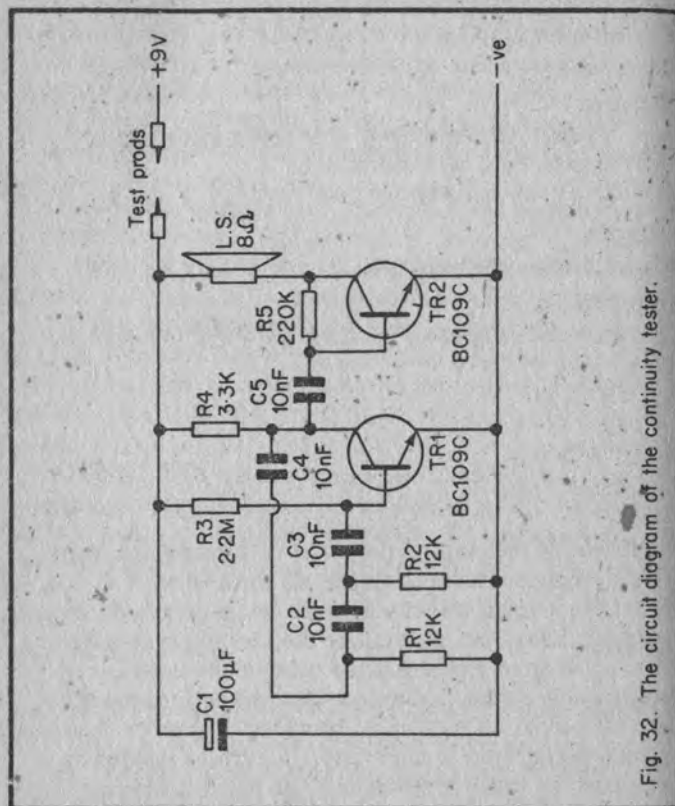 +9V
Test prods
L.S.
8Ω
R5
220K
TR2
BC109C
R4
3·3K
C5
10nF
C4
10nF
TR1
BC109C
R3
2·2M
C3
10nF
R2
12K
C2
10nF
R1
12K
C1
100µF
-ve
Fig. 32. The circuit diagram of the continuity tester.